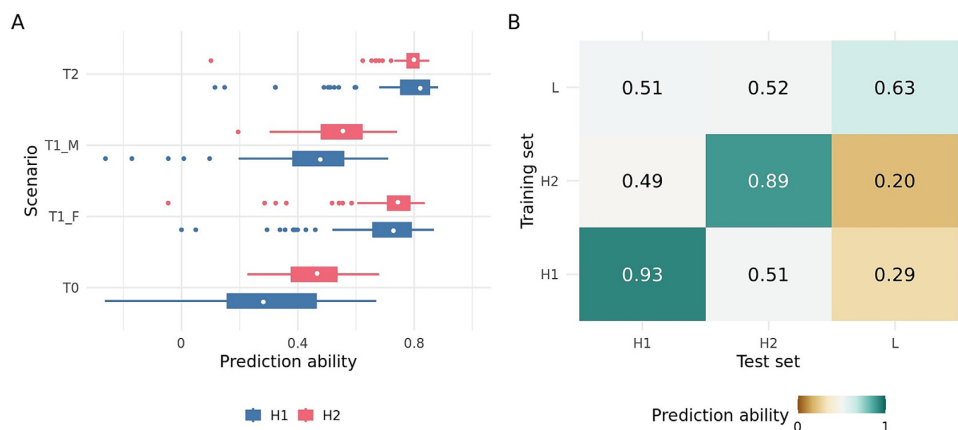 A
Scenario
T2
T1_M
T1_F
T0
0
0.4
0.8
Prediction ability
H1
H2
B
Training set
L
0.51
0.52
0.63
H2
0.49
0.89
0.20
H1
0.93
0.51
0.29
H1
H2
L
Test set
Prediction ability
0
1